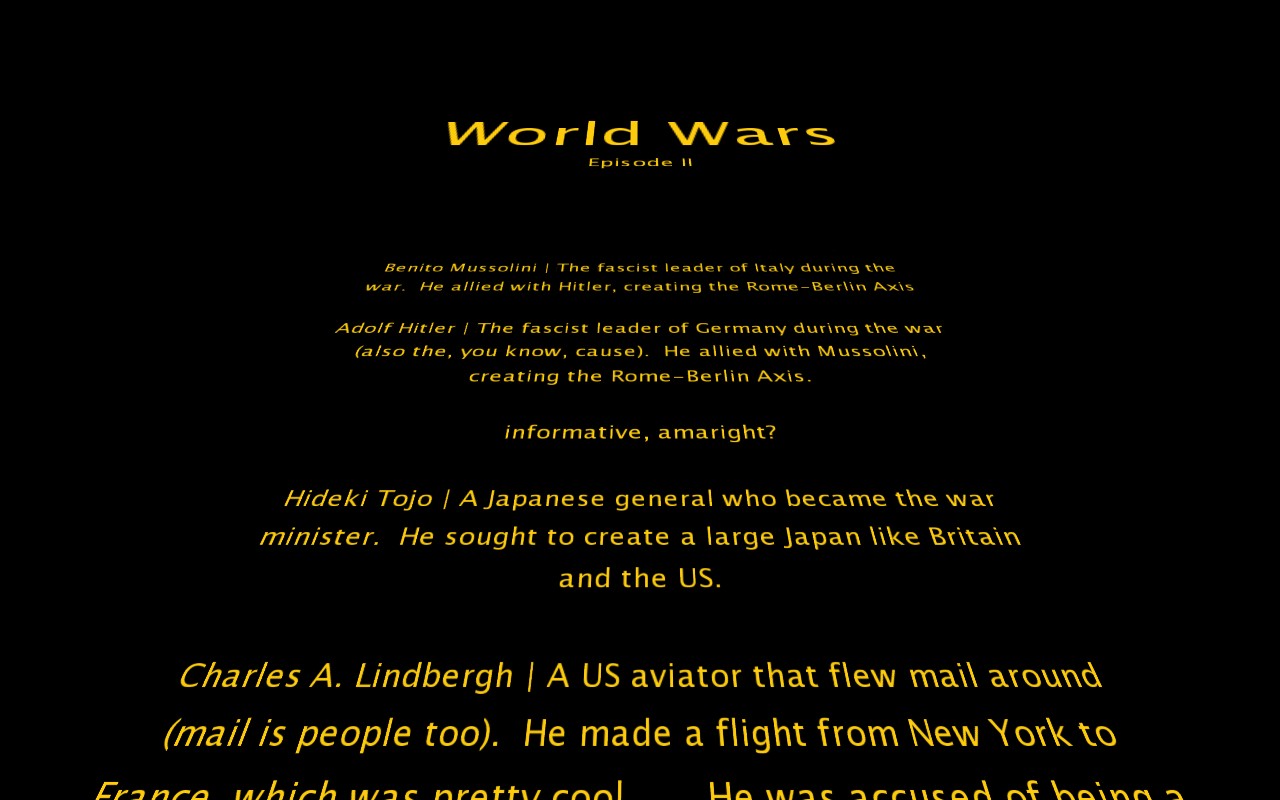 World Wars
Episode II
Benito Mussolini | The fascist leader of Italy during the
war.  He allied with Hitler, creating the Rome-Berlin Axis
Adolf Hitler | The fascist leader of Germany during the war
(also the, you know, cause).  He allied with Mussolini,
creating the Rome-Berlin Axis.
informative, amaright?
Hideki Tojo | A Japanese general who became the war
minister.  He sought to create a large Japan like Britain
and the US.
Charles A. Lindbergh | A US aviator that flew mail around
(mail is people too).  He made a flight from New York to
France, which was pretty cool      He was accused of being a